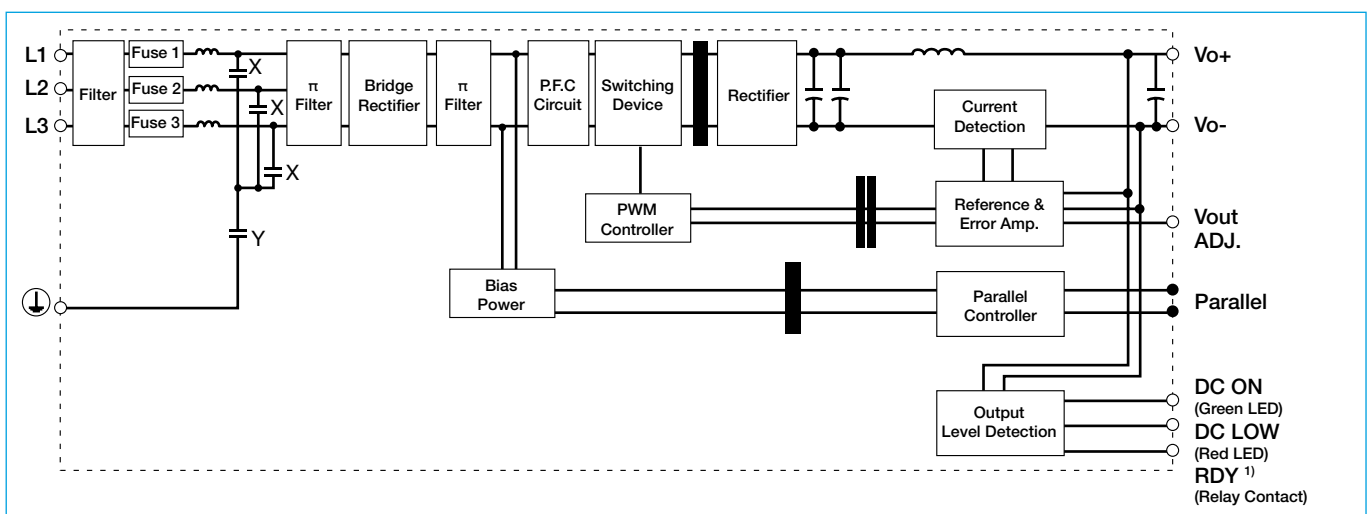 L1
L2
L3
Filter
Fuse 1
Fuse 2
Fuse 3
X
X
X
Y
π
Filter
Bridge
Rectifier
π
Filter
P.F.C
Circuit
Switching
Device
Rectifier
Current
Detection
Vo+
Vo-
PWM
Controller
Reference &
Error Amp.
Vout
ADJ.
Bias
Power
Parallel
Controller
Parallel
Output
Level Detection
DC ON
(Green LED)
DC LOW
(Red LED)
RDY 1)
(Relay Contact)